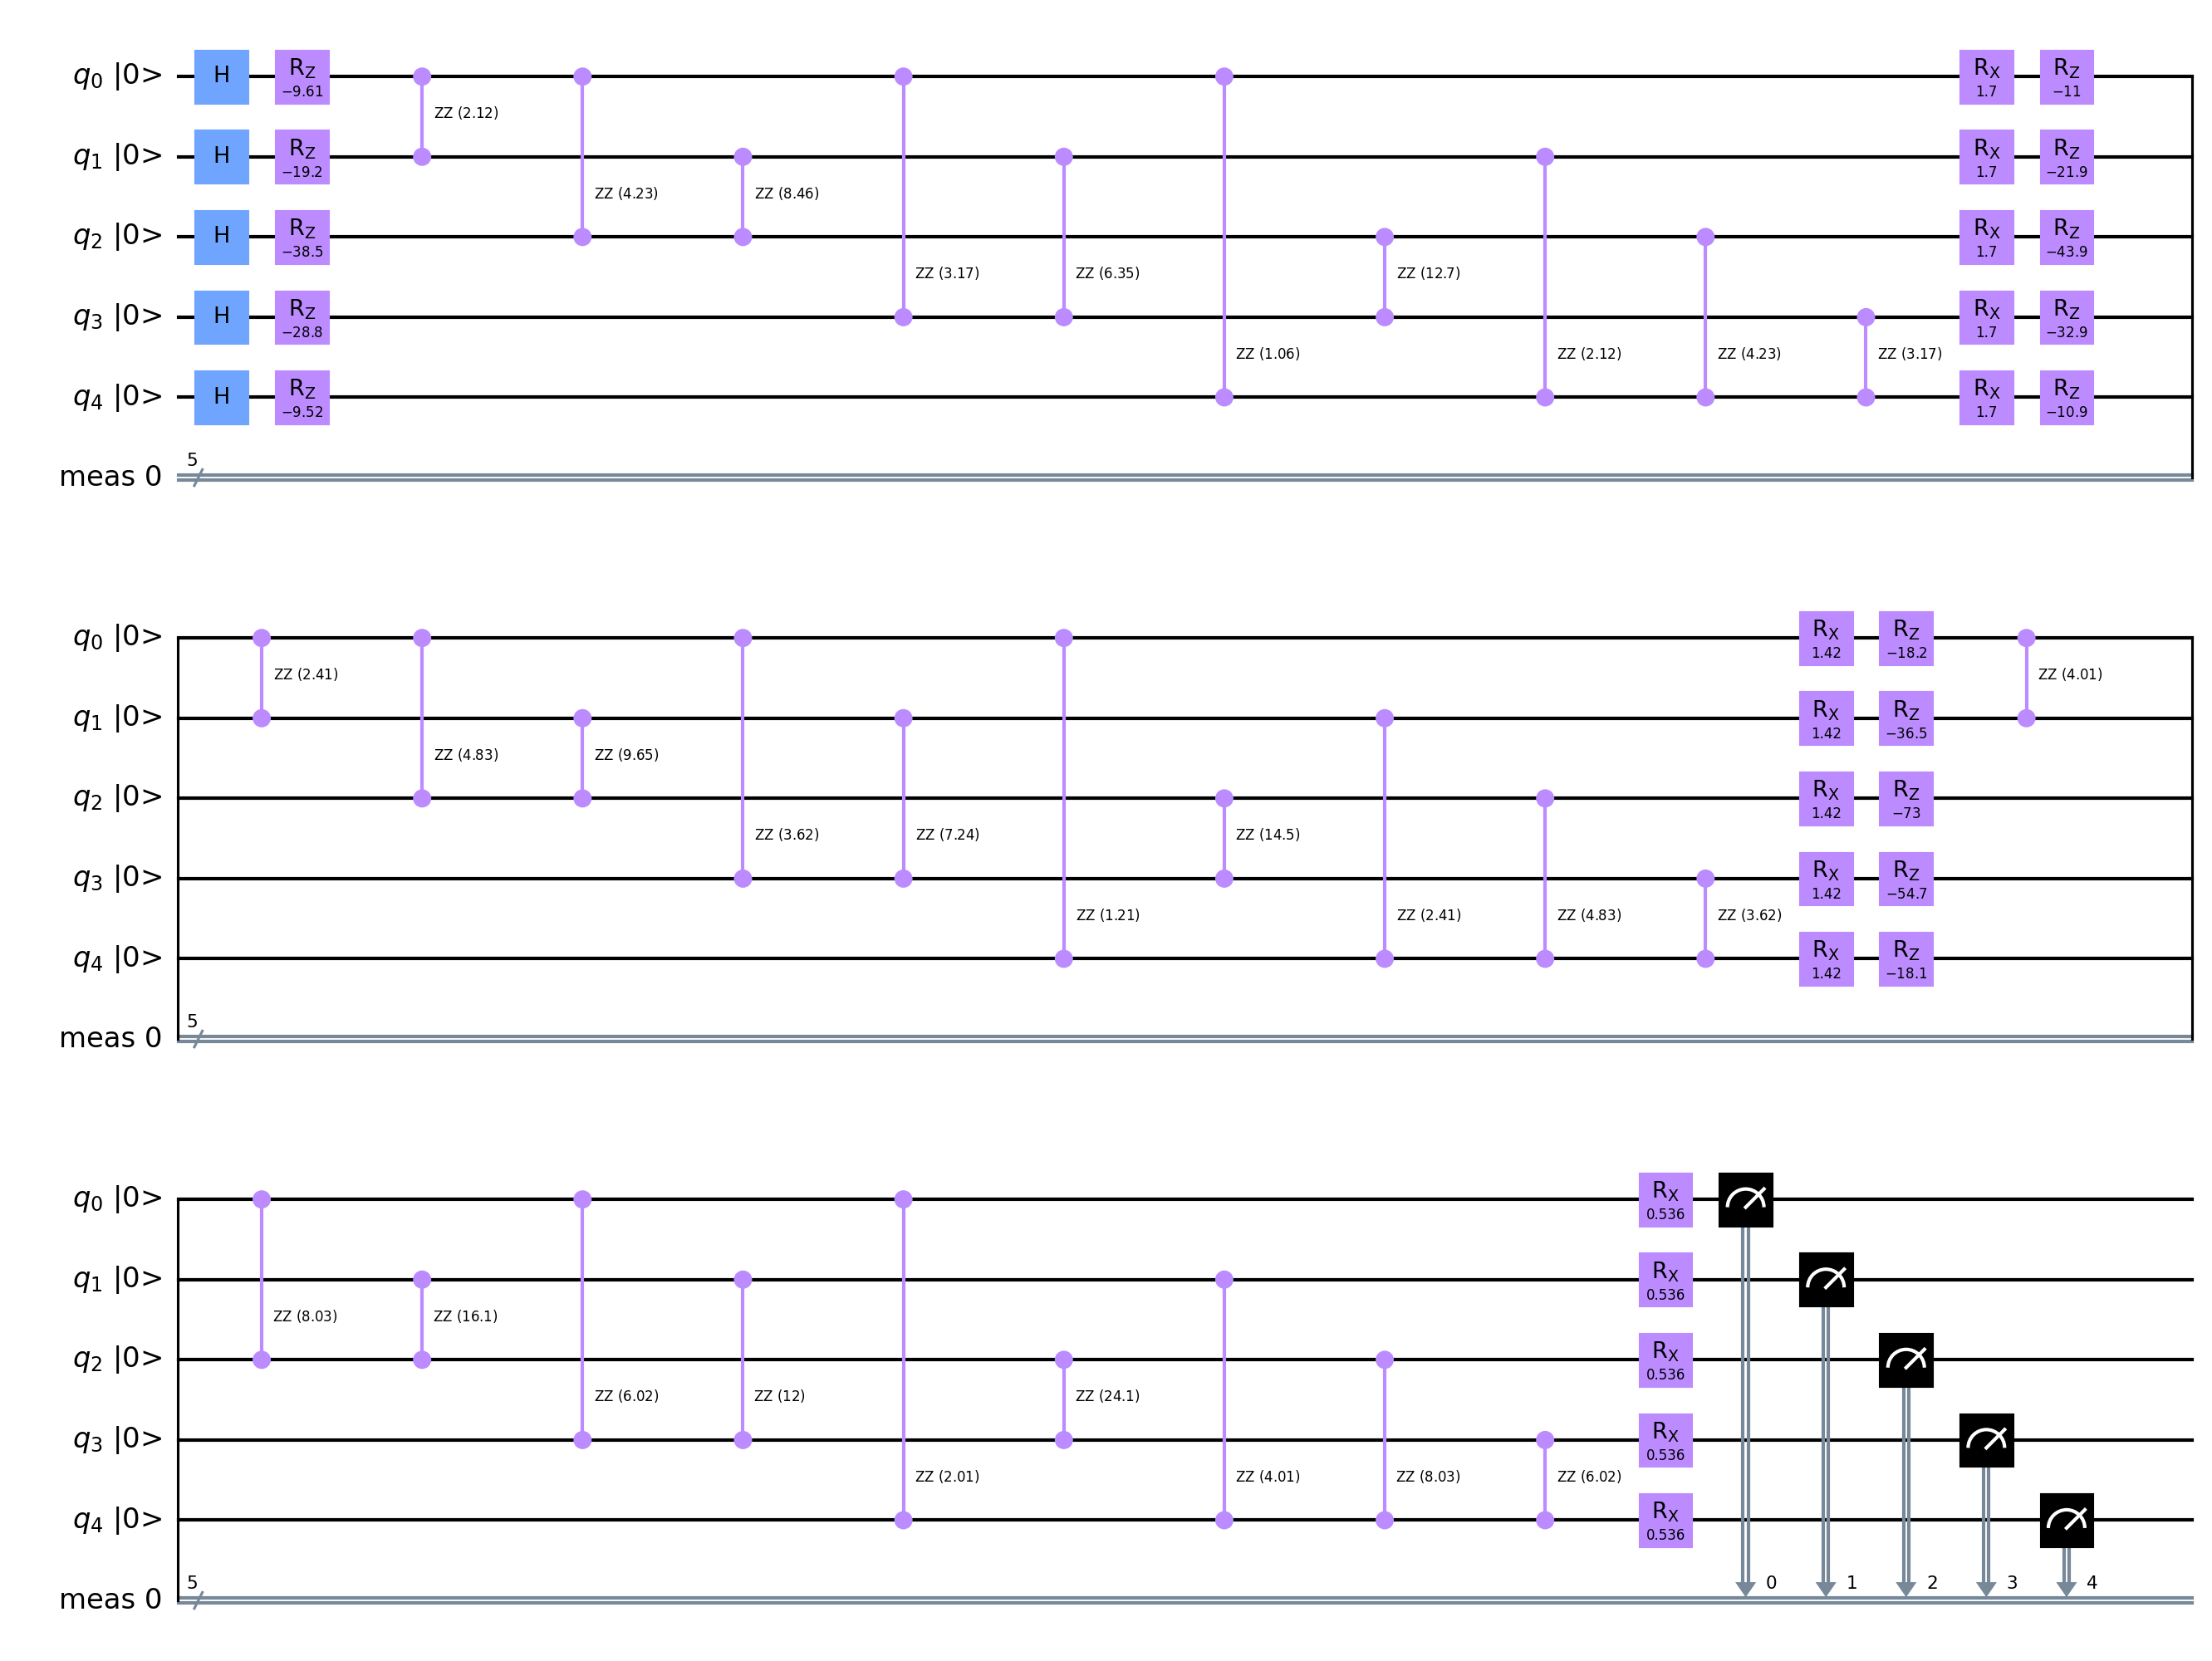 q0 |0> H RZ −9.61 RX 1.7 RZ −11
ZZ (2.12)
q1 |0> H RZ −19.2 RX 1.7 RZ −21.9
ZZ (4.23) ZZ (8.46)
q2 |0> H RZ −38.5 RX 1.7 RZ −43.9
ZZ (3.17) ZZ (6.35) ZZ (12.7)
q3 |0> H RZ −28.8 RX 1.7 RZ −32.9
ZZ (1.06) ZZ (2.12) ZZ (4.23) ZZ (3.17)
q4 |0> H RZ −9.52 RX 1.7 RZ −10.9
5
meas 0
q0 |0> RX 1.42 RZ −18.2
ZZ (2.41) ZZ (4.01)
q1 |0> RX 1.42 RZ −36.5
ZZ (4.83) ZZ (9.65)
q2 |0> RX 1.42 RZ −73
ZZ (3.62) ZZ (7.24) ZZ (14.5)
q3 |0> RX 1.42 RZ −54.7
ZZ (1.21) ZZ (2.41) ZZ (4.83) ZZ (3.62)
q4 |0> RX 1.42 RZ −18.1
5
meas 0
q0 |0> RX 0.536
q1 |0> RX 0.536
ZZ (8.03) ZZ (16.1)
q2 |0> RX 0.536
ZZ (6.02) ZZ (12) ZZ (24.1)
q3 |0> RX 0.536
ZZ (2.01) ZZ (4.01) ZZ (8.03) ZZ (6.02)
q4 |0> RX 0.536
5 0 1 2 3 4
meas 0